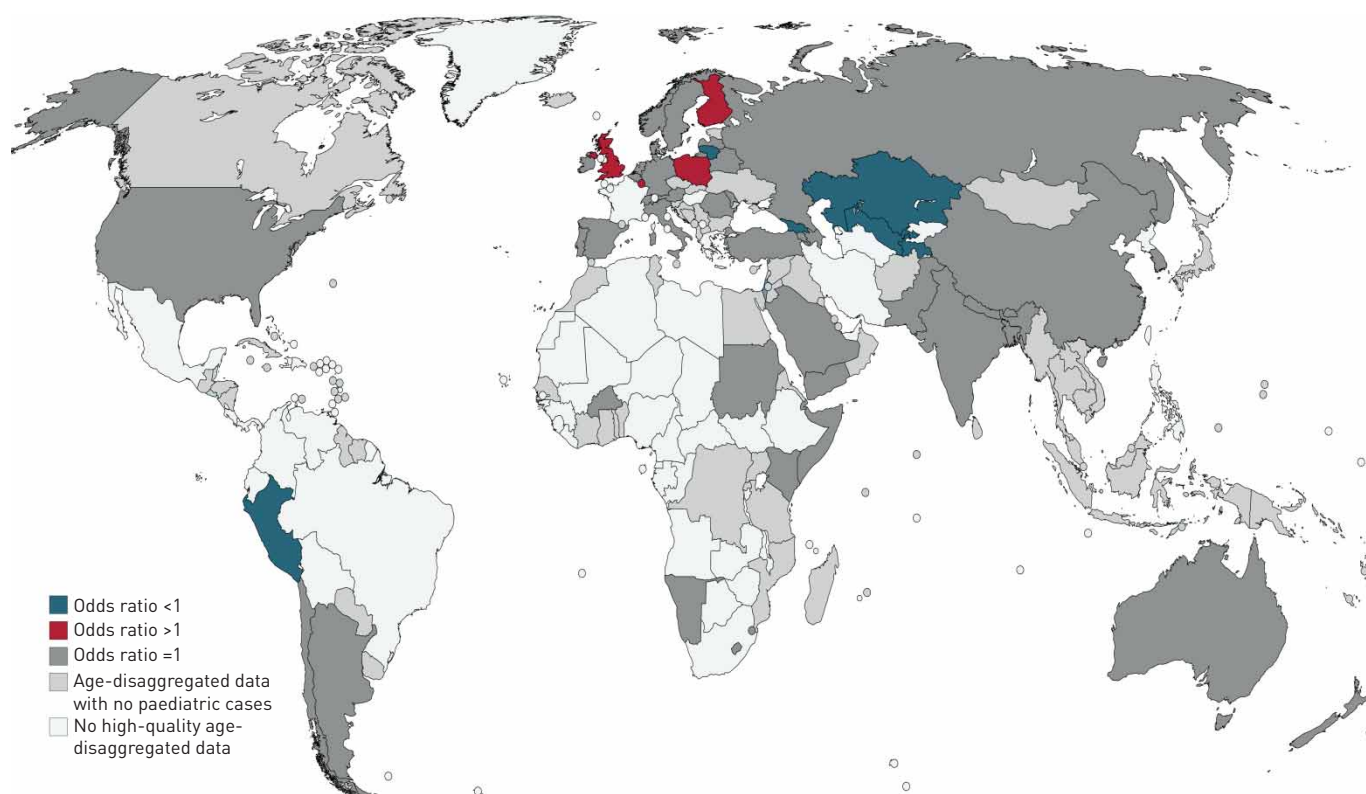 Odds ratio <1
Odds ratio >1
Odds ratio =1
Age-disaggregated data
with no paediatric cases
No high-quality age-
disaggregated data